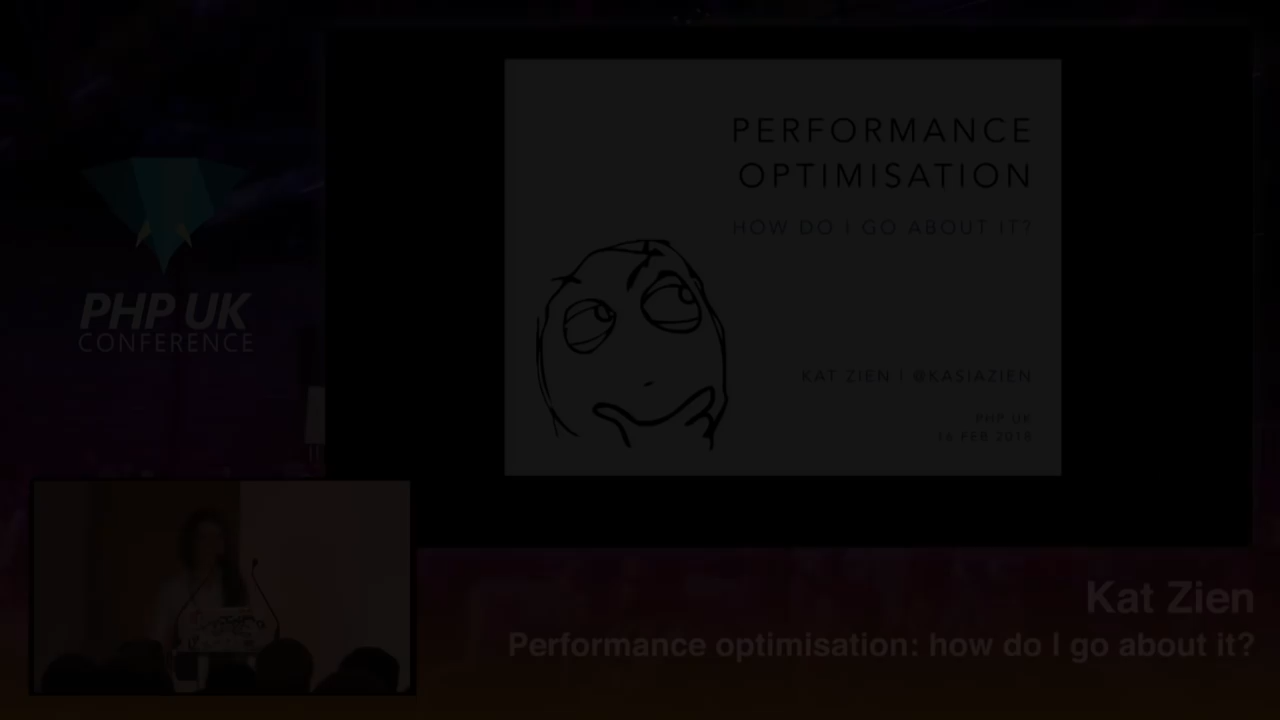 PERFORMANCE
OPTIMISATION
HOW DO I GO ABOUT IT?
KAT ZIEN | @KASIAZIEN
PHP UK
16 FEB 2018
PHP UK
CONFERENCE
Kat Zien
Performance optimisation: how do I go about it?